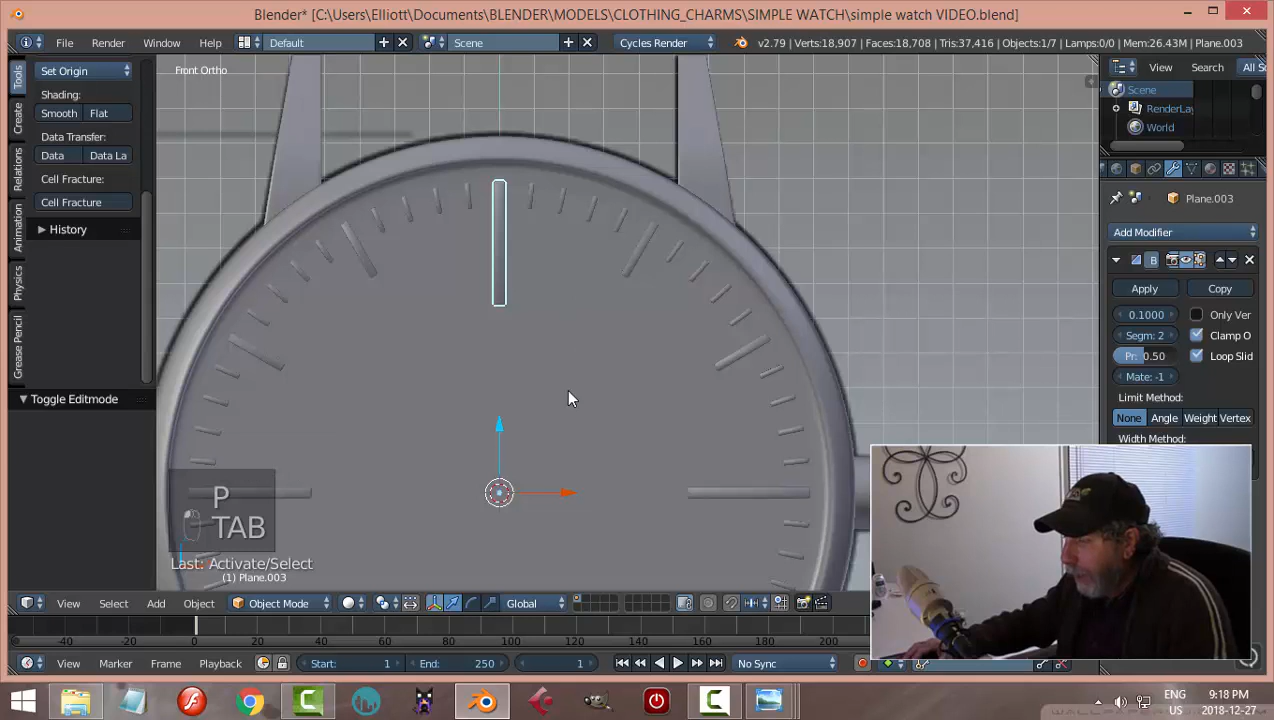 Blender* [C:\Users\Elliott\Documents\BLENDER\MODELS\CLOTHING_CHARMS\SIMPLE WATCH\simple watch VIDEO.blend]
File Render Window Help Default Scene Cycles Render v2.79 | Verts:18,907 | Faces:18,708 | Tris:37,416 | Objects:1/7 | Lamps:0/0 | Mem:26.43M | Plane.003
Set Origin
Front Ortho
View Search All S
Scene
RenderLay
World
Shading:
Smooth Flat
Data Transfer:
Data Data La
Cell Fracture:
Cell Fracture
History
Tools
Create
Relations
Animation
Physics
Grease Pencil
Toggle Editmode
Plane.003
Add Modifier
B
Apply Copy
0.1000 Only Ver
Segm: 2 Clamp O
Pr: 0.50 Loop Slid
Mate: -1
Limit Method:
None Angle Weight Vertex
Width Method:
P
TAB
Last: Activate/Select
(1) Plane.003
View Select Add Object Object Mode Global
-40 -20 0 20 40 60 80 100 120 140 160 180 200
View Marker Frame Playback Start: 1 End: 250 1 No Sync
ENG 9:18 PM
US 2018-12-27